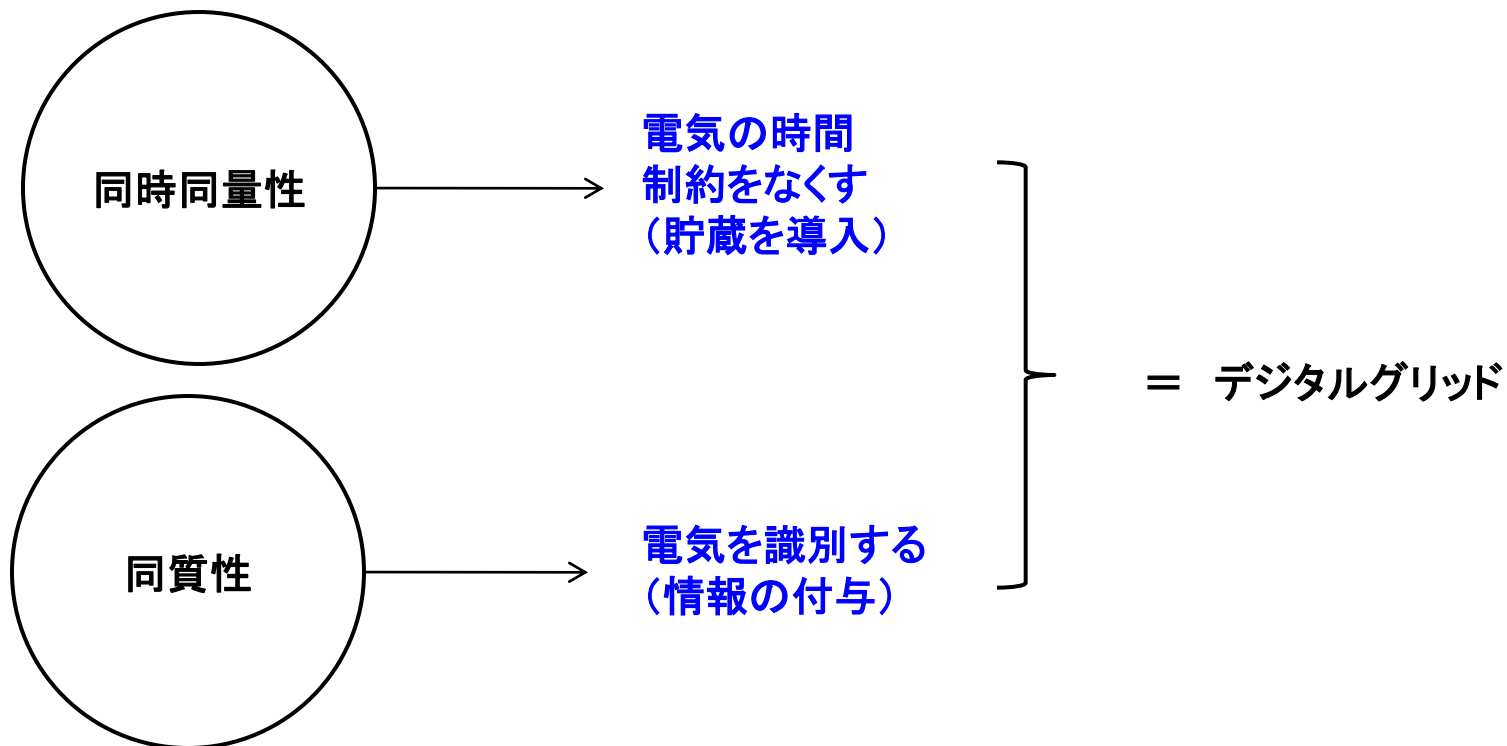 同時同量性
電気の時間
制約をなくす
（貯蔵を導入）
同質性
電気を識別する
（情報の付与）
＝ デジタルグリッド